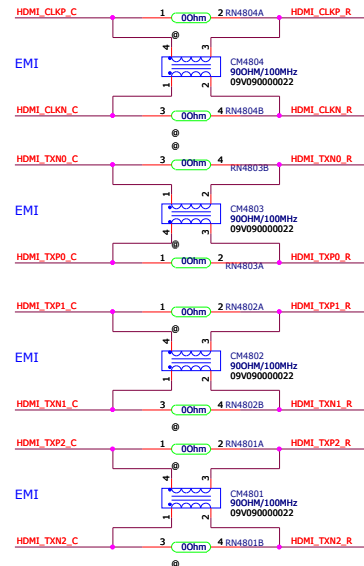 HDMI_CLKP_C 1 0Ohm 2 RN4804A HDMI_CLKP_R
@
4 3
EMI
CM4804
90OHM/100MHz
09V090000022
1 2
HDMI_CLKN_C 3 0Ohm 4 RN4804B HDMI_CLKN_R
@
@
HDMI_TXN0_C 3 0Ohm 4 RN4803B HDMI_TXN0_R
1 2
EMI
CM4803
90OHM/100MHz
09V090000022
4 3
@
HDMI_TXP0_C 1 0Ohm 2 RN4803A HDMI_TXP0_R
HDMI_TXP1_C 1 0Ohm 2 RN4802A HDMI_TXP1_R
@
4 3
EMI
CM4802
90OHM/100MHz
09V090000022
1 2
HDMI_TXN1_C 3 0Ohm 4 RN4802B HDMI_TXN1_R
@
HDMI_TXP2_C 1 0Ohm 2 RN4801A HDMI_TXP2_R
@
4 3
EMI
CM4801
90OHM/100MHz
09V090000022
1 2
HDMI_TXN2_C 3 0Ohm 4 RN4801B HDMI_TXN2_R
@